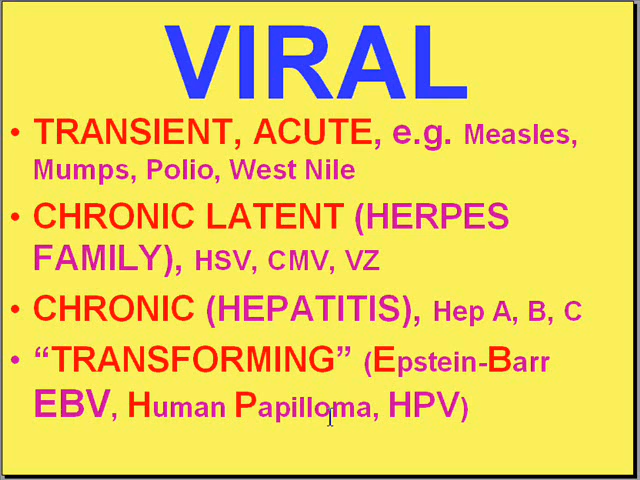 VIRAL
• TRANSIENT, ACUTE, e.g. Measles,
Mumps, Polio, West Nile
• CHRONIC LATENT (HERPES
FAMILY), HSV, CMV, VZ
• CHRONIC (HEPATITIS), Hep A, B, C
• “TRANSFORMING” (Epstein-Barr
EBV, Human Papilloma, HPV)